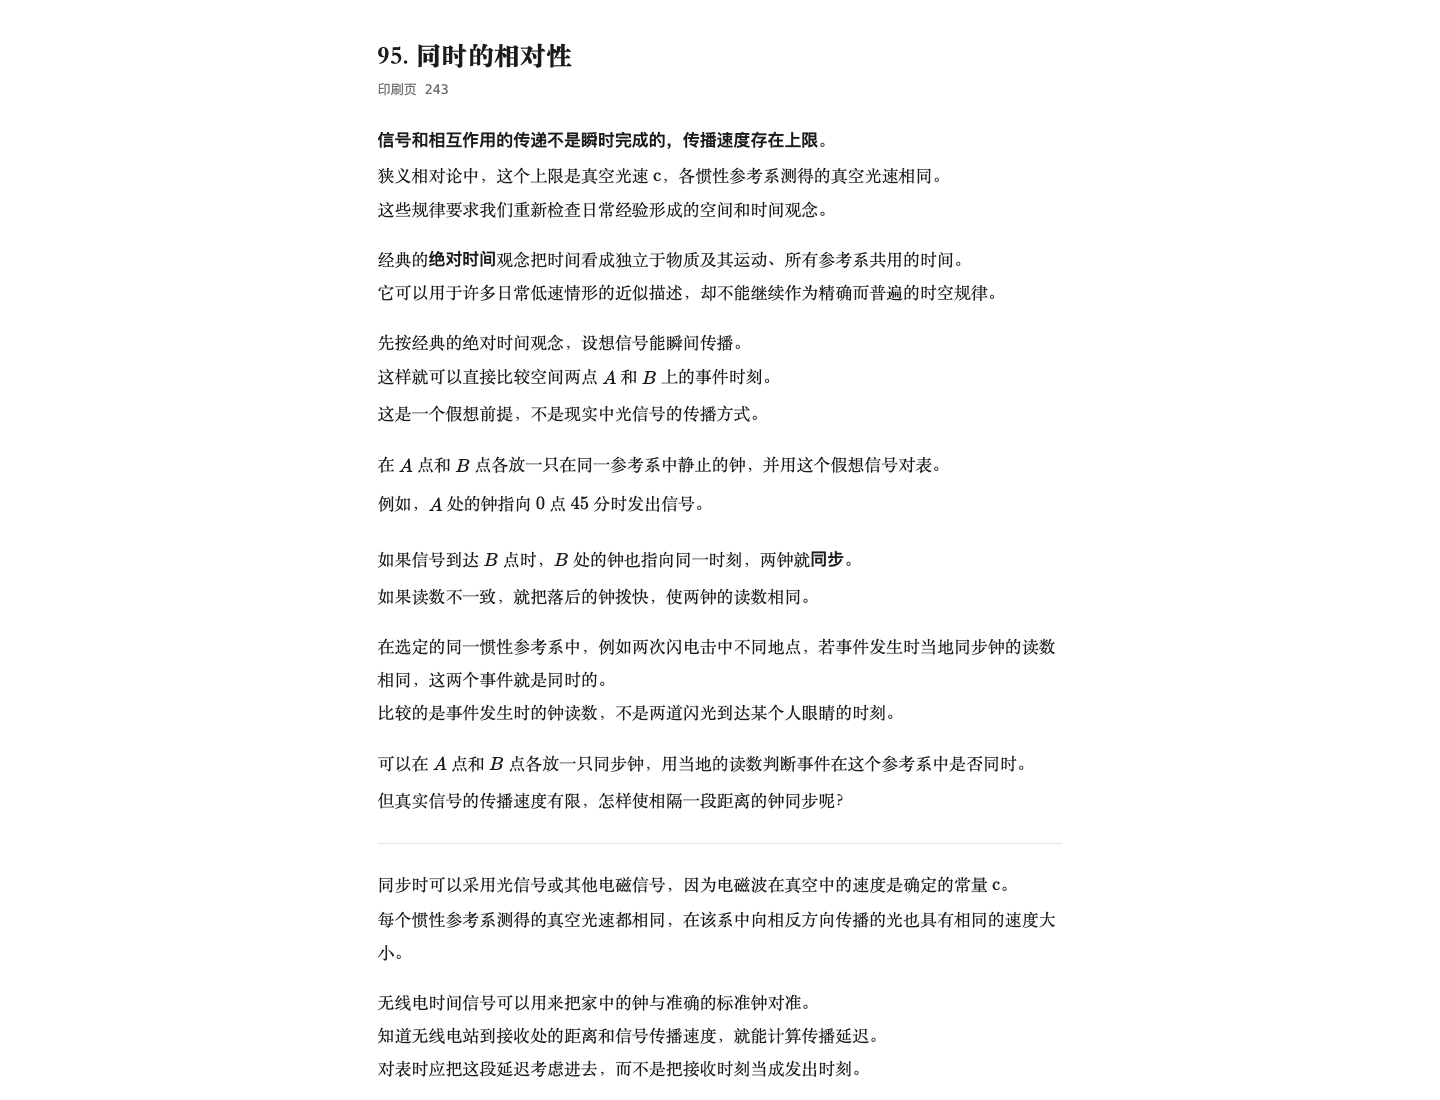 95. 同时的相对性
印刷页 243
信号和相互作用的传递不是瞬时完成的，传播速度存在上限。
狭义相对论中，这个上限是真空光速 c，各惯性参考系测得的真空光速相同。
这些规律要求我们重新检查日常经验形成的空间和时间观念。
经典的绝对时间观念把时间看成独立于物质及其运动、所有参考系共用的时间。
它可以用于许多日常低速情形的近似描述，却不能继续作为精确而普遍的时空规律。
先按经典的绝对时间观念，设想信号能瞬间传播。
这样就可以直接比较空间两点 A 和 B 上的事件时刻。
这是一个假想前提，不是现实中光信号的传播方式。
在 A 点和 B 点各放一只在同一参考系中静止的钟，并用这个假想信号对表。
例如，A 处的钟指向 0 点 45 分时发出信号。
如果信号到达 B 点时，B 处的钟也指向同一时刻，两钟就同步。
如果读数不一致，就把落后的钟拨快，使两钟的读数相同。
在选定的同一惯性参考系中，例如两次闪电击中不同地点，若事件发生时当地同步钟的读数
相同，这两个事件就是同时的。
比较的是事件发生时的钟读数，不是两道闪光到达某个人眼睛的时刻。
可以在 A 点和 B 点各放一只同步钟，用当地的读数判断事件在这个参考系中是否同时。
但真实信号的传播速度有限，怎样使相隔一段距离的钟同步呢？
同步时可以采用光信号或其他电磁信号，因为电磁波在真空中的速度是确定的常量 c。
每个惯性参考系测得的真空光速都相同，在该系中向相反方向传播的光也具有相同的速度大
小。
无线电时间信号可以用来把家中的钟与准确的标准钟对准。
知道无线电站到接收处的距离和信号传播速度，就能计算传播延迟。
对表时应把这段延迟考虑进去，而不是把接收时刻当成发出时刻。